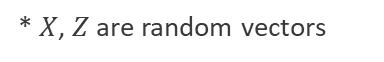 * X, Z are random vectors